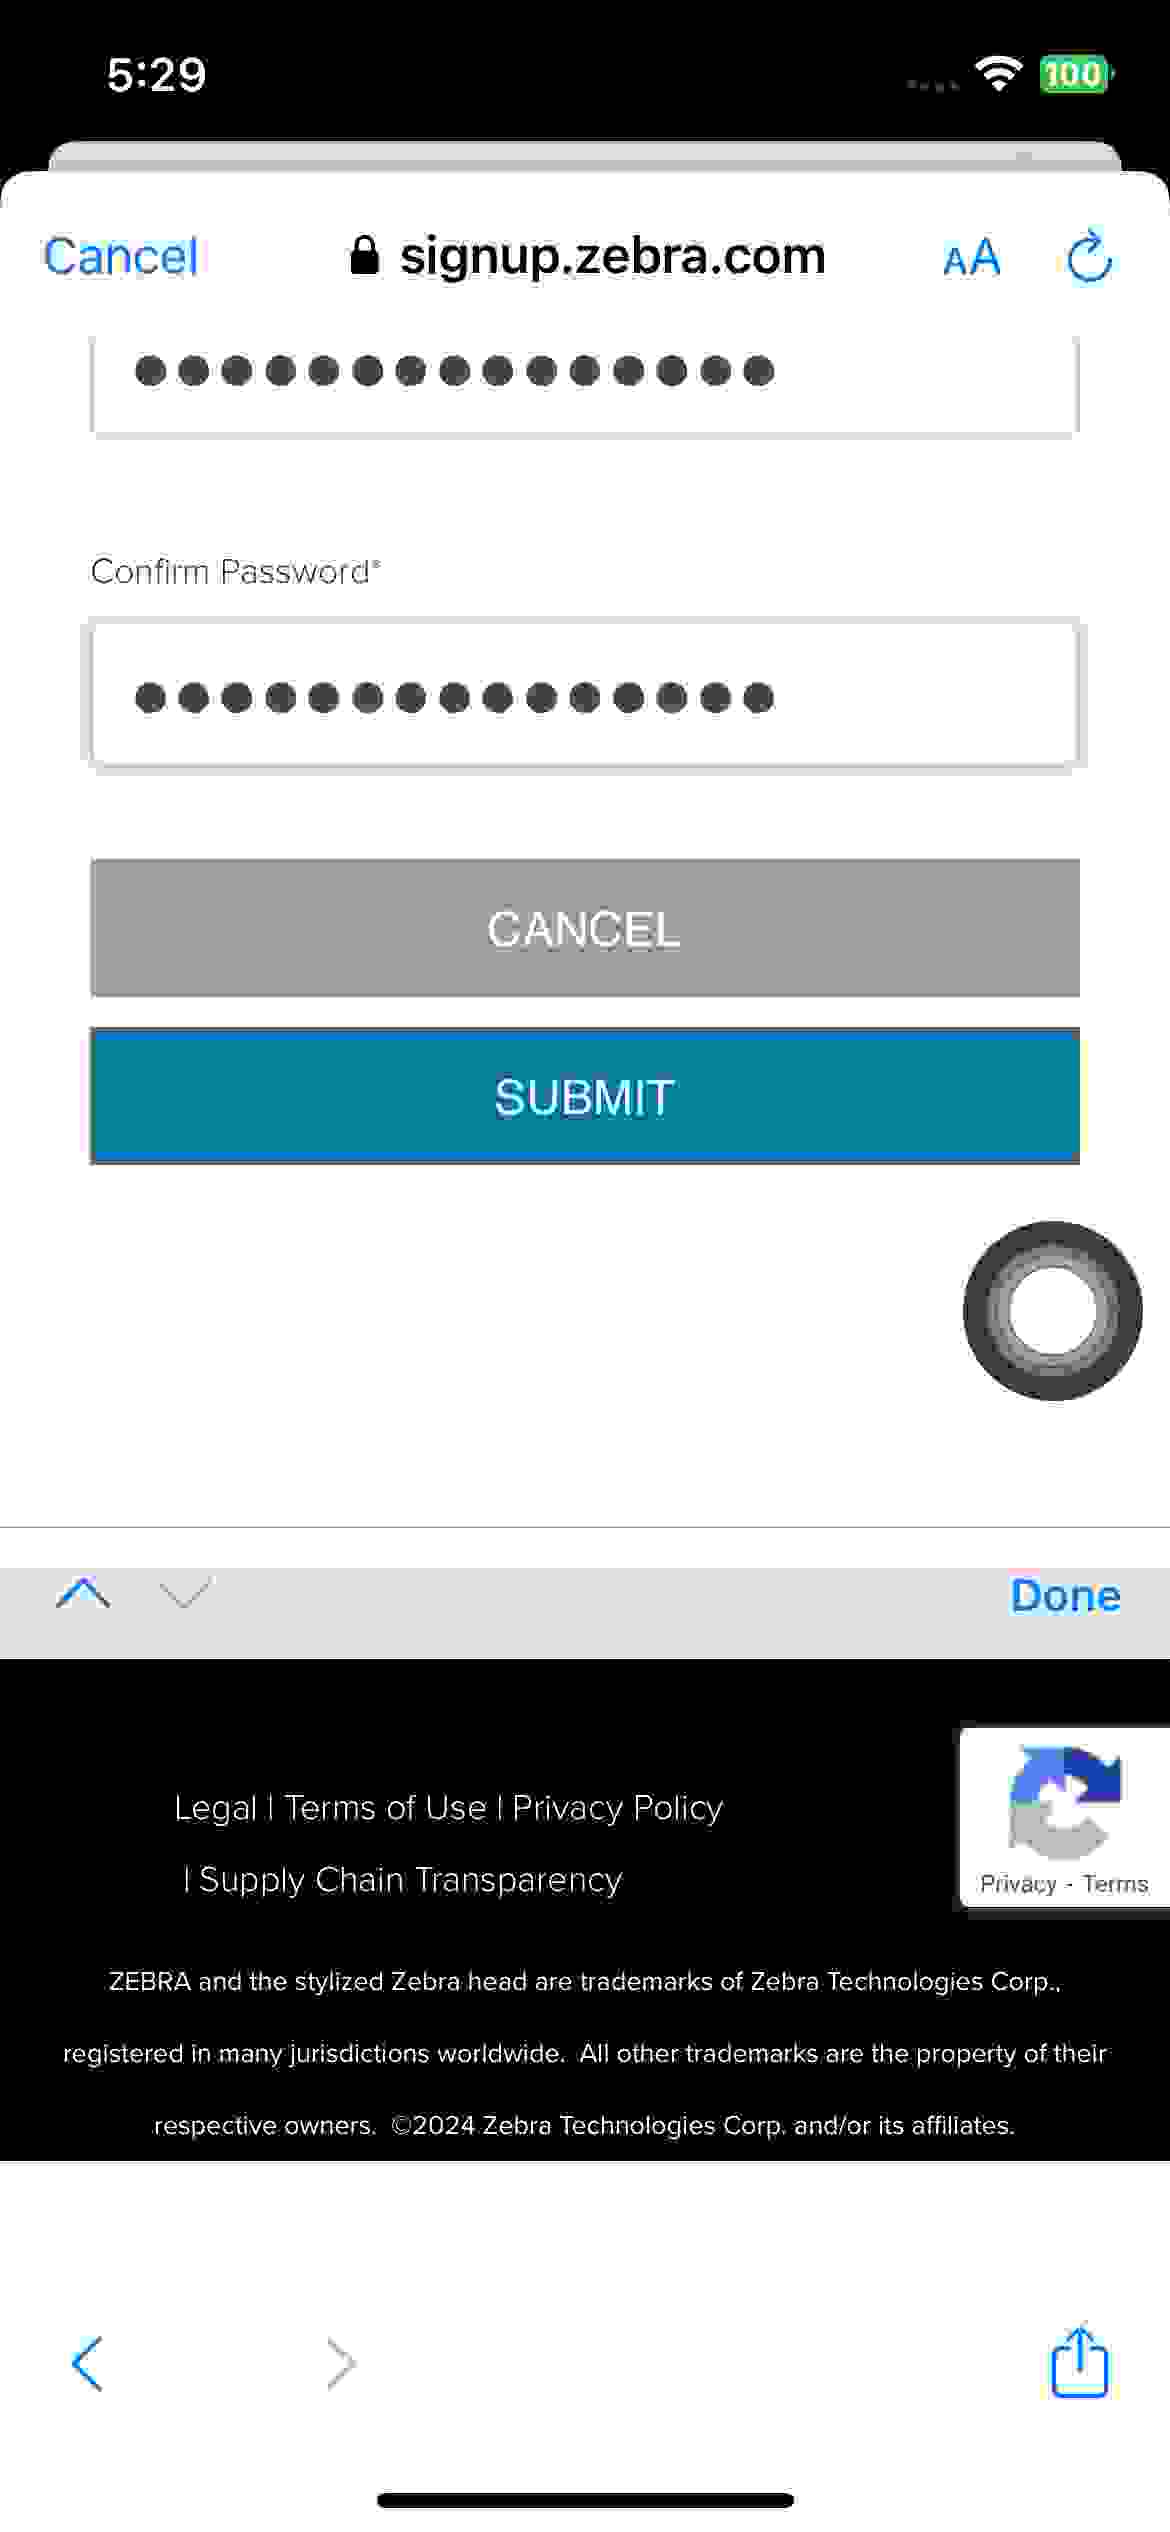 5:29
100
Cancel
signup.zebra.com
AA
Confirm Password*
CANCEL
SUBMIT
Done
Legal | Terms of Use | Privacy Policy
| Supply Chain Transparency
Privacy - Terms
ZEBRA and the stylized Zebra head are trademarks of Zebra Technologies Corp.,
registered in many jurisdictions worldwide. All other trademarks are the property of their
respective owners. ©2024 Zebra Technologies Corp. and/or its affiliates.